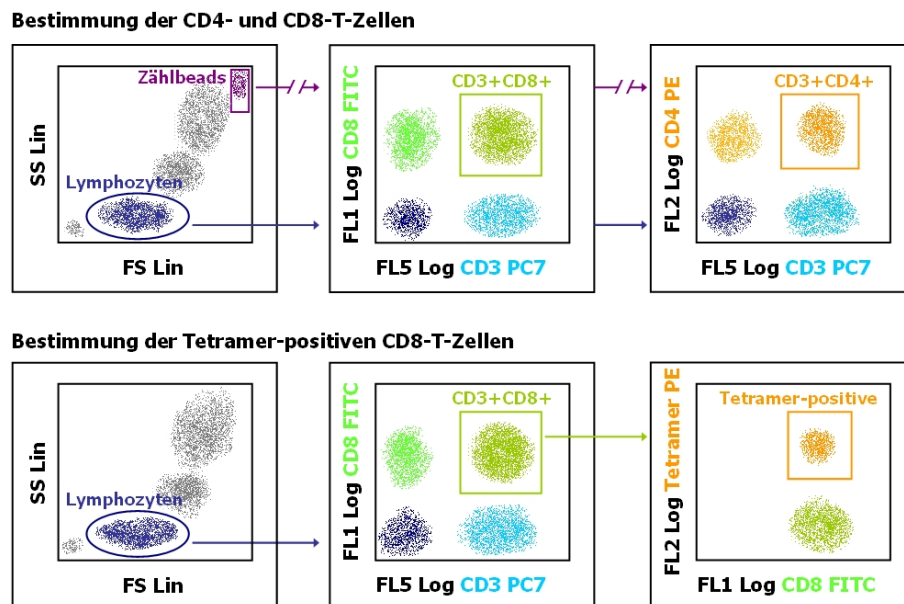 Bestimmung der CD4- und CD8-T-Zellen
Zählbeads
Lymphozyten
SS Lin
FS Lin
CD3+CD8+
FL1 Log CD8 FITC
FL5 Log CD3 PC7
CD3+CD4+
FL2 Log CD4 PE
FL5 Log CD3 PC7
Bestimmung der Tetramer-positiven CD8-T-Zellen
Lymphozyten
SS Lin
FS Lin
CD3+CD8+
FL1 Log CD8 FITC
FL5 Log CD3 PC7
Tetramer-positive
FL2 Log Tetramer PE
FL1 Log CD8 FITC